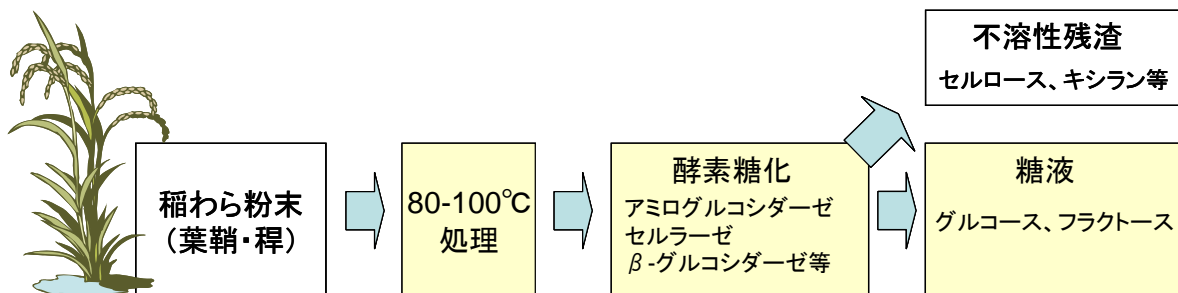 稲わら粉末
(葉鞘・稈)
80-100℃
処理
酵素糖化
アミログルコシダーゼ
セルラーゼ
β-グルコシダーゼ等
不溶性残渣
セルロース、キシラン等
糖液
グルコース、フラクトース